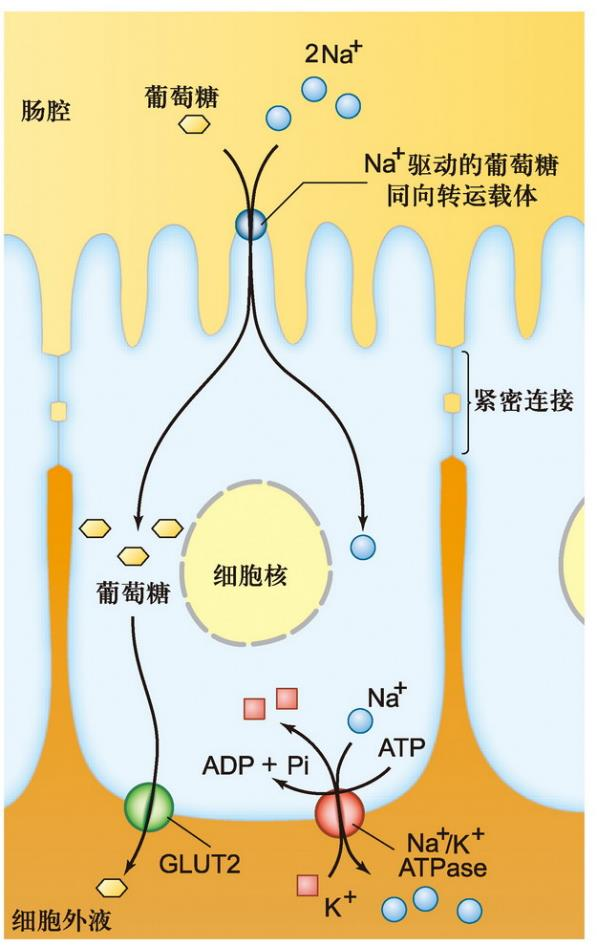 2Na⁺
葡萄糖
肠腔
Na⁺驱动的葡萄糖
同向转运载体
紧密连接
细胞核
葡萄糖
Na⁺
ATP
ADP + Pi
Na⁺/K⁺
ATPase
GLUT2
K⁺
细胞外液